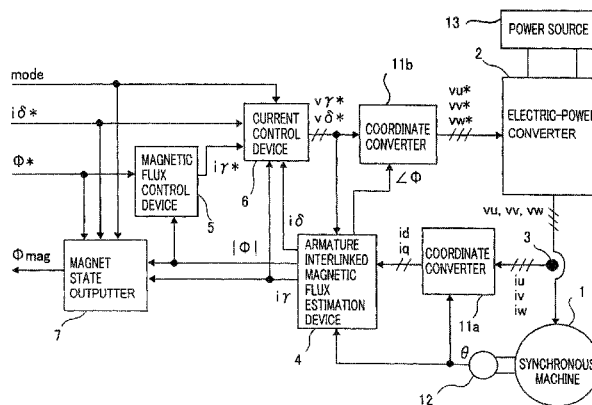 13
POWER SOURCE
2
mode
iδ*
Φ*
Φmag
MAGNETIC
FLUX
CONTROL
DEVICE
5
iγ*
CURRENT
CONTROL
DEVICE
6
vγ*
vδ*
11b
COORDINATE
CONVERTER
vu*
vv*
vw*
ELECTRIC-POWER
CONVERTER
∠Φ
iδ
|Φ|
iγ
MAGNET
STATE
OUTPUTTER
7
ARMATURE
INTERLINKED
MAGNETIC
FLUX
ESTIMATION
DEVICE
4
id
iq
COORDINATE
CONVERTER
11a
vu, vv, vw
3
iu
iv
iw
1
θ
12
SYNCHRONOUS
MACHINE